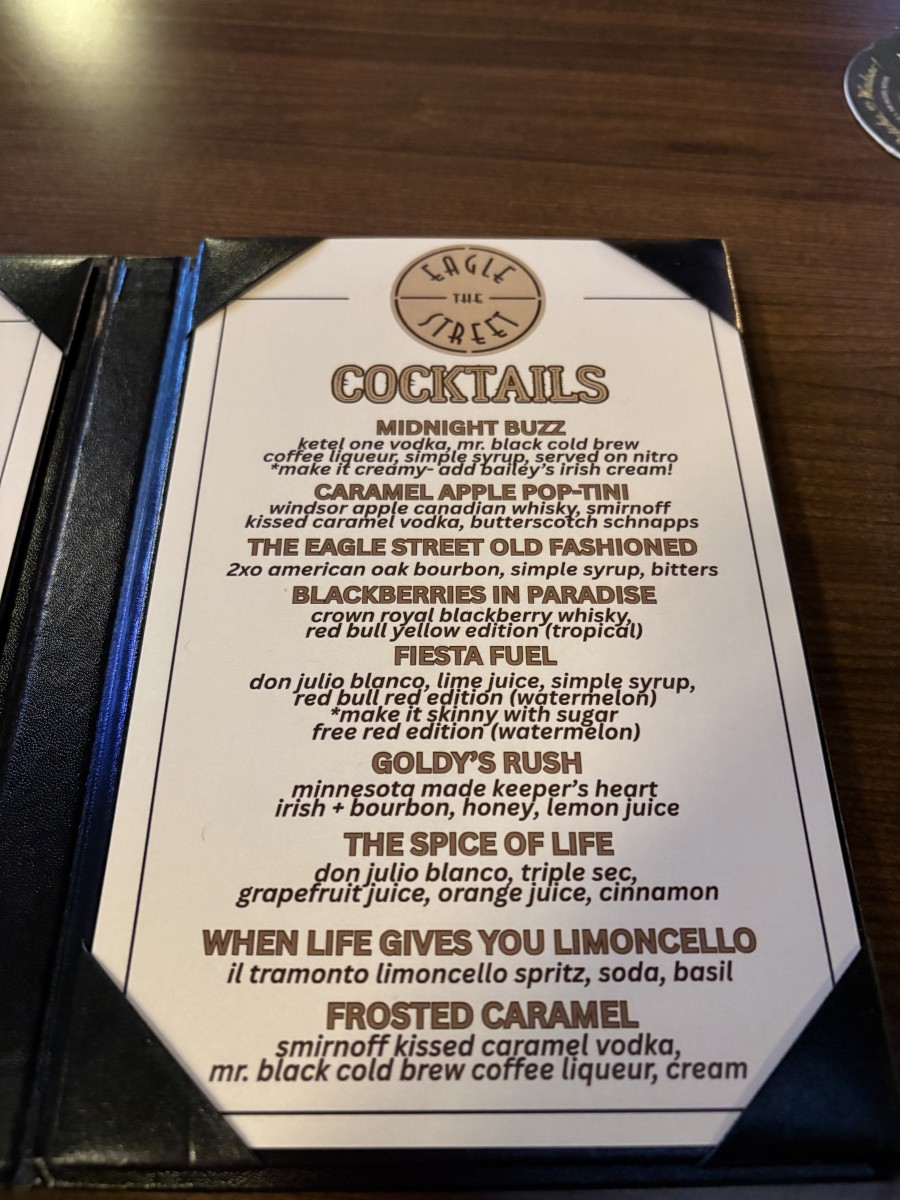 EAGLE
THE
STREET
COCKTAILS
MIDNIGHT BUZZ
ketel one vodka, mr. black cold brew
coffee liqueur, simple syrup, served on nitro
*make it creamy- add bailey's irish cream!
CARAMEL APPLE POP-TINI
windsor apple canadian whisky, smirnoff
kissed caramel vodka, butterscotch schnapps
THE EAGLE STREET OLD FASHIONED
2xo american oak bourbon, simple syrup, bitters
BLACKBERRIES IN PARADISE
crown royal blackberry whisky,
red bull yellow edition (tropical)
FIESTA FUEL
don julio blanco, lime juice, simple syrup,
red bull red edition (watermelon)
*make it skinny with sugar
free red edition (watermelon)
GOLDY'S RUSH
minnesota made keeper's heart
irish + bourbon, honey, lemon juice
THE SPICE OF LIFE
don julio blanco, triple sec,
grapefruit juice, orange juice, cinnamon
WHEN LIFE GIVES YOU LIMONCELLO
il tramonto limoncello spritz, soda, basil
FROSTED CARAMEL
smirnoff kissed caramel vodka,
mr. black cold brew coffee liqueur, cream